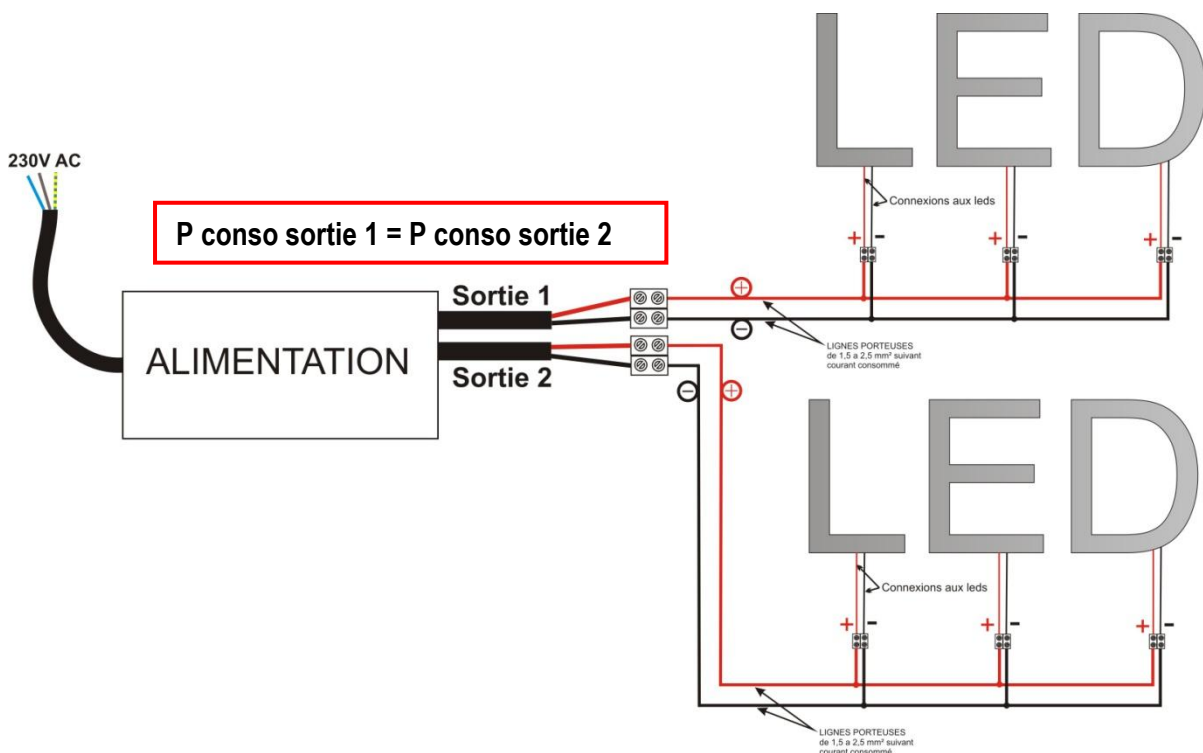 LED
230V AC
P conso sortie 1 = P conso sortie 2
Connexions aux leds
+ -
+ -
+ -
Sortie 1
+
ALIMENTATION
-
LIGNES PORTEUSES
de 1,5 a 2,5 mm² suivant
courant consommé
Sortie 2
- +
LED
Connexions aux leds
+ -
+ -
+ -
LIGNES PORTEUSES
de 1,5 a 2,5 mm² suivant
courant consommé